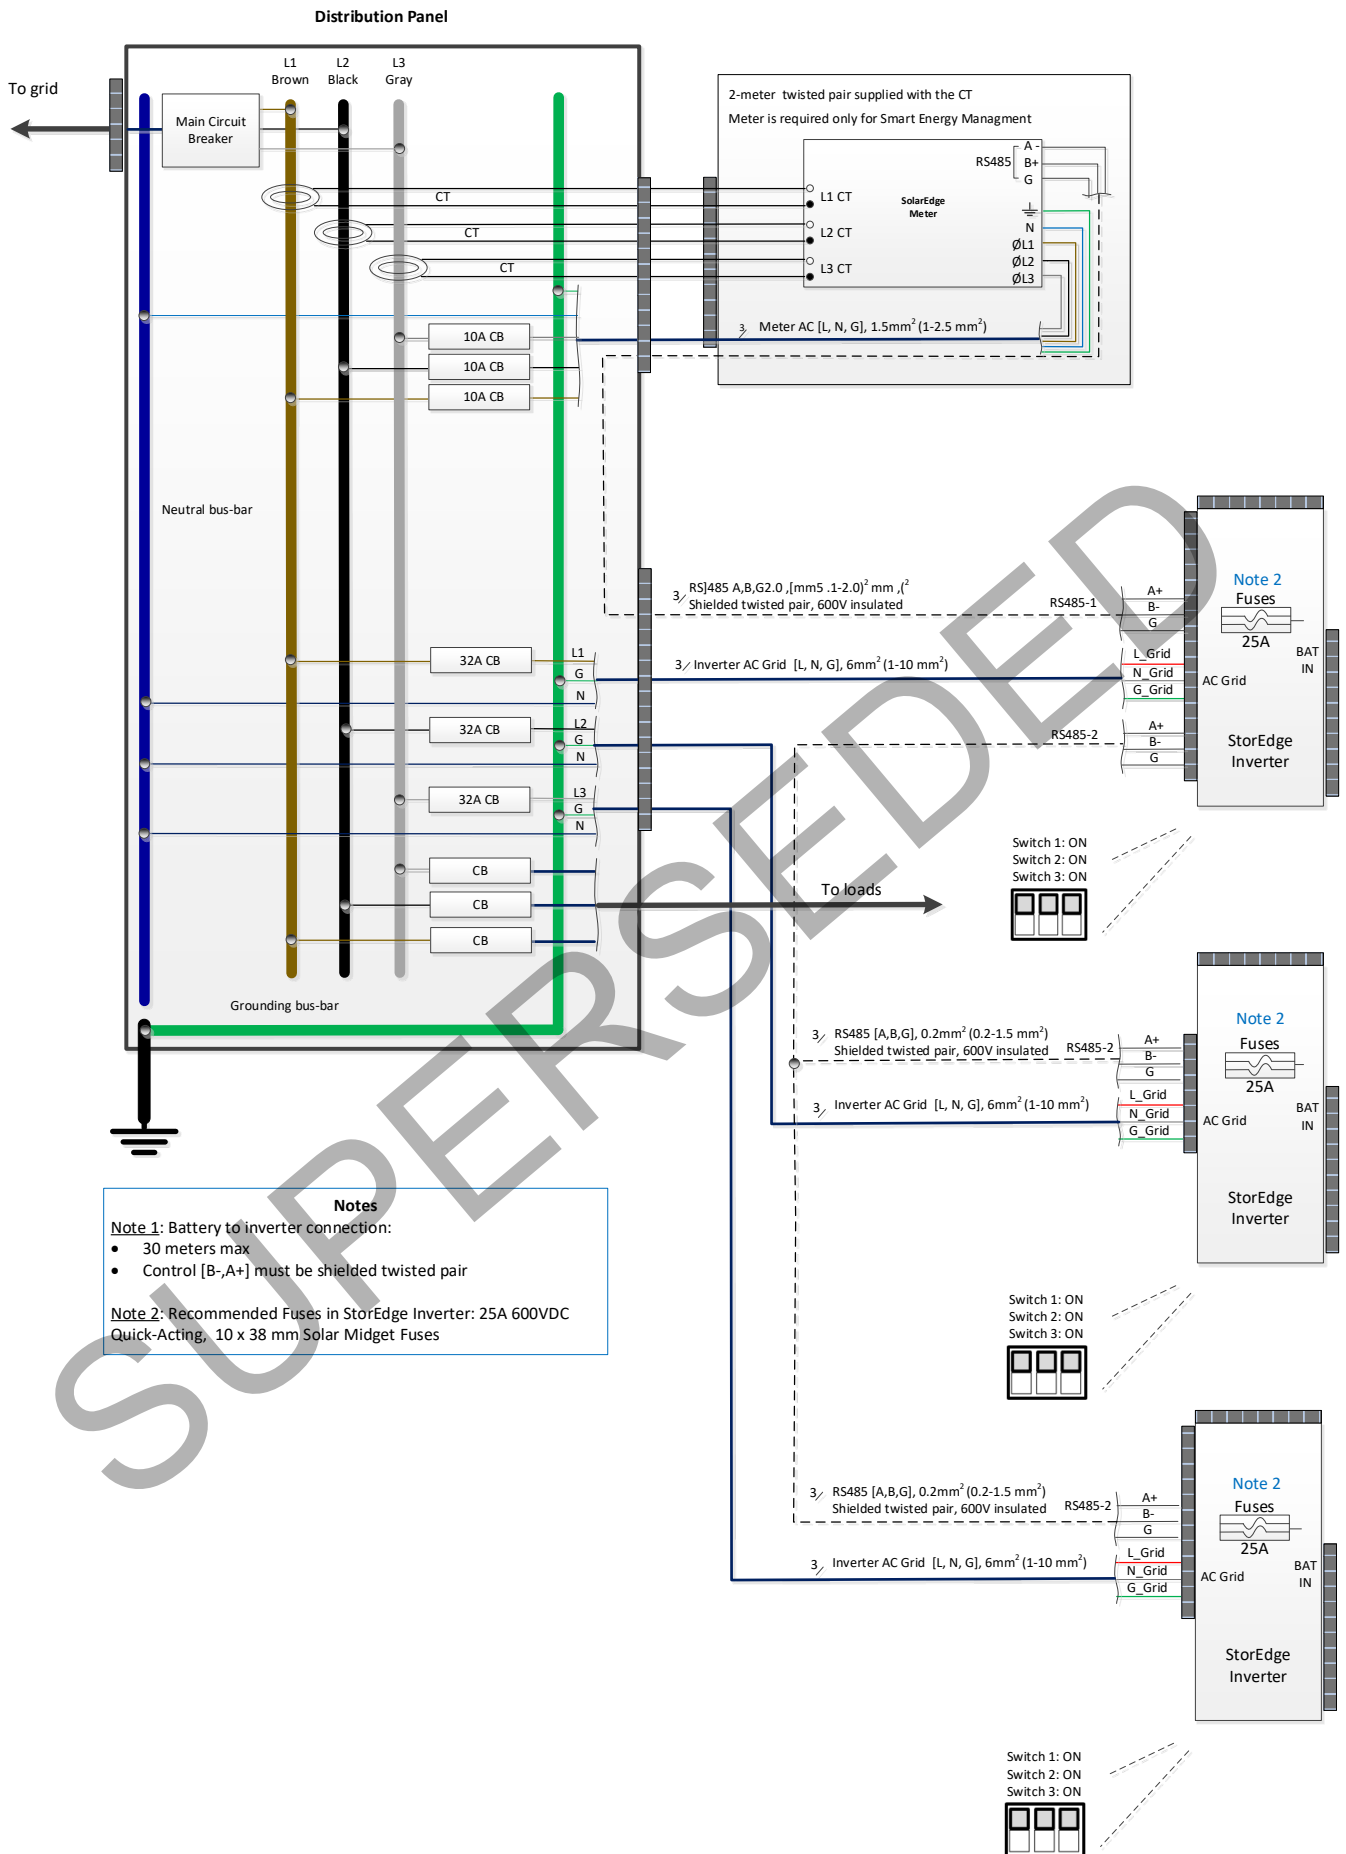 Distribution Panel
To grid
L1
Brown
L2
Black
L3
Gray
Main Circuit
Breaker
CT
CT
CT
2-meter twisted pair supplied with the CT
Meter is required only for Smart Energy Managment
RS485
A -
B+
G
SolarEdge
Meter
L1 CT
L2 CT
L3 CT
N
ØL1
ØL2
ØL3
3
Meter AC [L, N, G], 1.5mm² (1-2.5 mm²)
10A CB
10A CB
10A CB
Neutral bus-bar
3
RS]485 A,B,G2.0 ,[mm5 .1-2.0)² mm ,(²
Shielded twisted pair, 600V insulated
RS485-1
A+
B-
G
Note 2
Fuses
25A
BAT
IN
32A CB
L1
G
N
3
Inverter AC Grid [L, N, G], 6mm² (1-10 mm²)
L_Grid
N_Grid
G_Grid
AC Grid
32A CB
L2
G
N
RS485-2
A+
B-
G
StorEdge
Inverter
32A CB
L3
G
N
Switch 1: ON
Switch 2: ON
Switch 3: ON
CB
CB
CB
To loads
Grounding bus-bar
3
RS485 [A,B,G], 0.2mm² (0.2-1.5 mm²)
Shielded twisted pair, 600V insulated
RS485-2
A+
B-
G
Note 2
Fuses
25A
BAT
IN
3
Inverter AC Grid [L, N, G], 6mm² (1-10 mm²)
L_Grid
N_Grid
G_Grid
AC Grid
StorEdge
Inverter
Notes
Note 1: Battery to inverter connection:
• 30 meters max
• Control [B-,A+] must be shielded twisted pair
Note 2: Recommended Fuses in StorEdge Inverter: 25A 600VDC
Quick-Acting, 10 x 38 mm Solar Midget Fuses
Switch 1: ON
Switch 2: ON
Switch 3: ON
3
RS485 [A,B,G], 0.2mm² (0.2-1.5 mm²)
Shielded twisted pair, 600V insulated
RS485-2
A+
B-
G
Note 2
Fuses
25A
BAT
IN
3
Inverter AC Grid [L, N, G], 6mm² (1-10 mm²)
L_Grid
N_Grid
G_Grid
AC Grid
StorEdge
Inverter
Switch 1: ON
Switch 2: ON
Switch 3: ON
SUPERSEDED